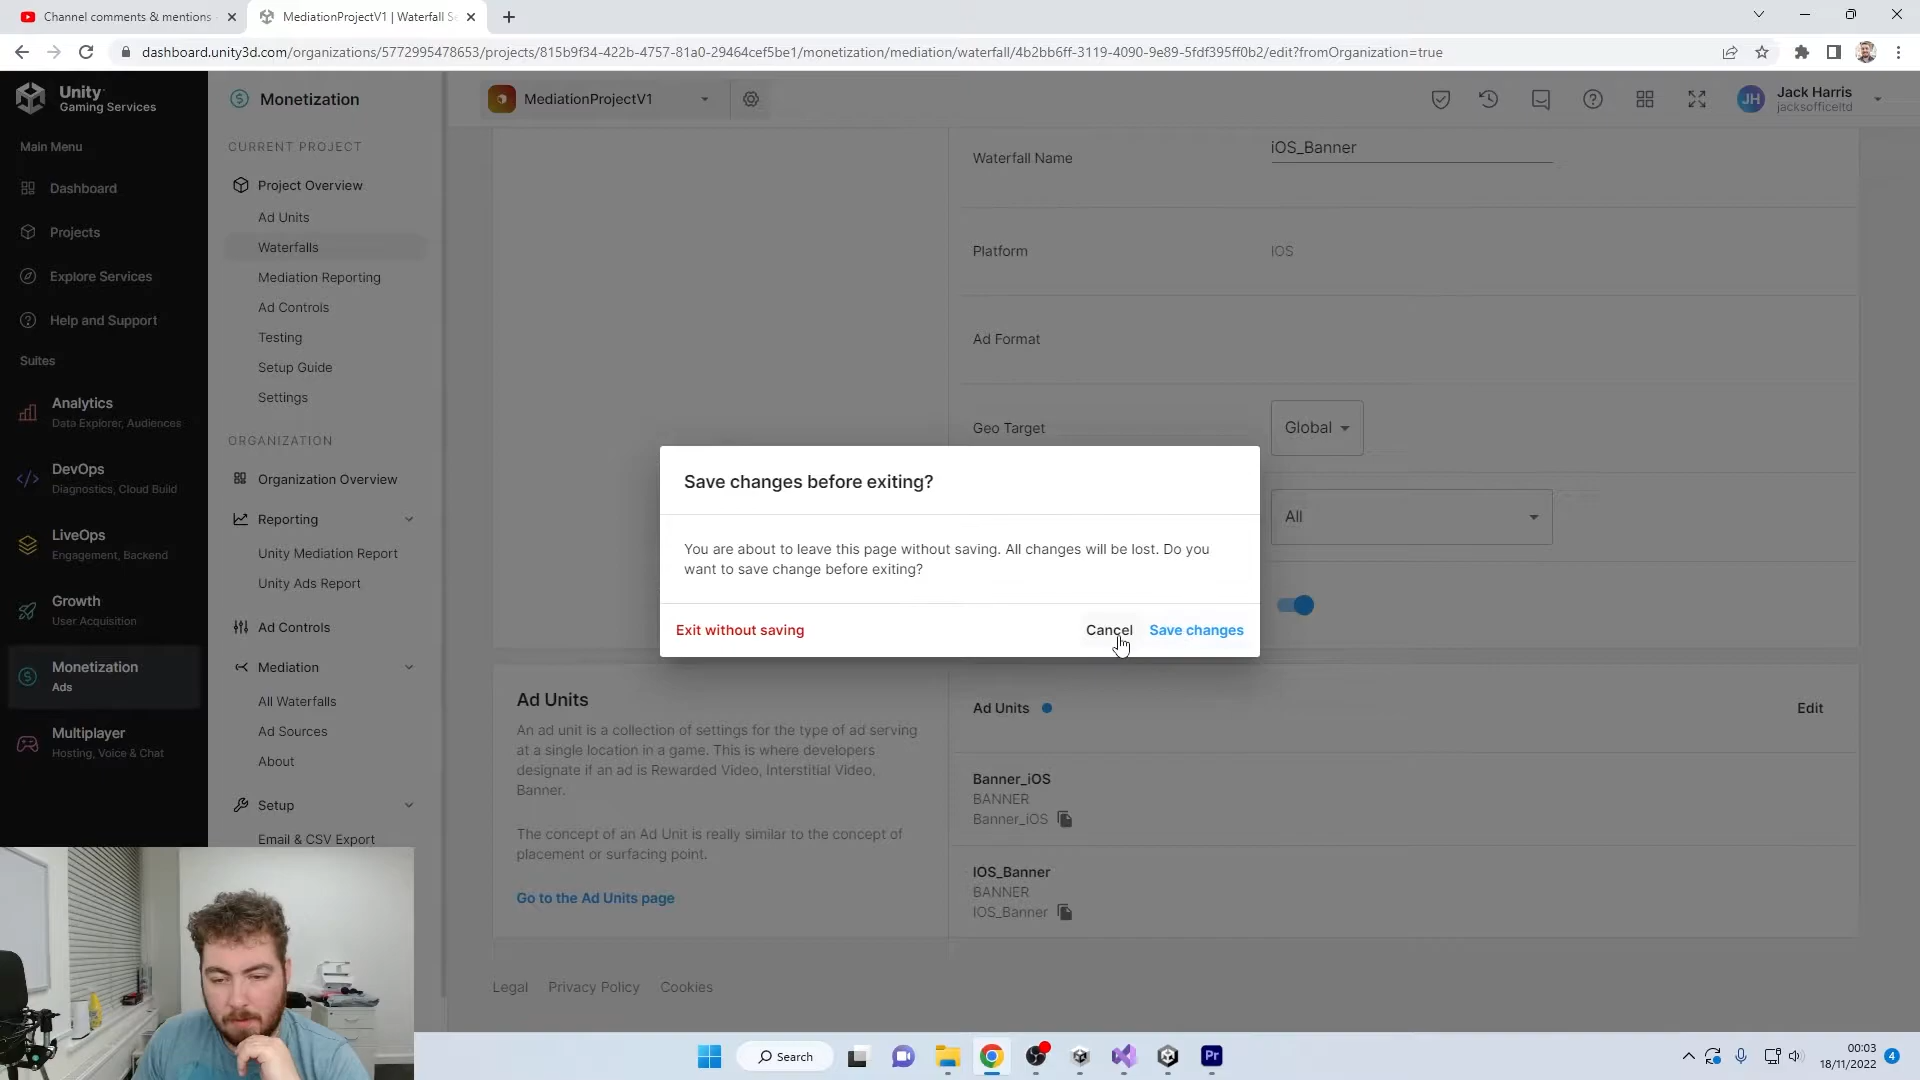 Channel comments & mentions
MediationProjectV1 | Waterfall Se
dashboard.unity3d.com/organizations/5772995478653/projects/815b9f34-422b-4757-81a0-29464cef5be1/monetization/mediation/waterfall/4b2bb6ff-3119-4090-9e89-5fdf395ff0b2/edit?fromOrganization=true
Unity
Gaming Services
Main Menu
Dashboard
Projects
Explore Services
Help and Support
Suites
Analytics
Data Explorer, Audiences
DevOps
Diagnostics, Cloud Build
LiveOps
Engagement, Backend
Growth
User Acquisition
Monetization
Ads
Multiplayer
Hosting, Voice & Chat
Monetization
CURRENT PROJECT
Project Overview
Ad Units
Waterfalls
Mediation Reporting
Ad Controls
Testing
Setup Guide
Settings
ORGANIZATION
Organization Overview
Reporting
Unity Mediation Report
Unity Ads Report
Ad Controls
Mediation
All Waterfalls
Ad Sources
About
Setup
Email & CSV Export
MediationProjectV1
JH
Jack Harris
jacksofficeltd
Waterfall Name
iOS_Banner
Platform
iOS
Ad Format
Geo Target
Global
All
Save changes before exiting?
You are about to leave this page without saving. All changes will be lost. Do you
want to save change before exiting?
Exit without saving
Cancel
Save changes
Ad Units
An ad unit is a collection of settings for the type of ad serving
at a single location in a game. This is where developers
designate if an ad is Rewarded Video, Interstitial Video,
Banner.
The concept of an Ad Unit is really similar to the concept of
placement or surfacing point.
Go to the Ad Units page
Ad Units
Edit
Banner_iOS
BANNER
Banner_iOS
IOS_Banner
BANNER
IOS_Banner
Legal
Privacy Policy
Cookies
Search
Pr
00:03
18/11/2022
4